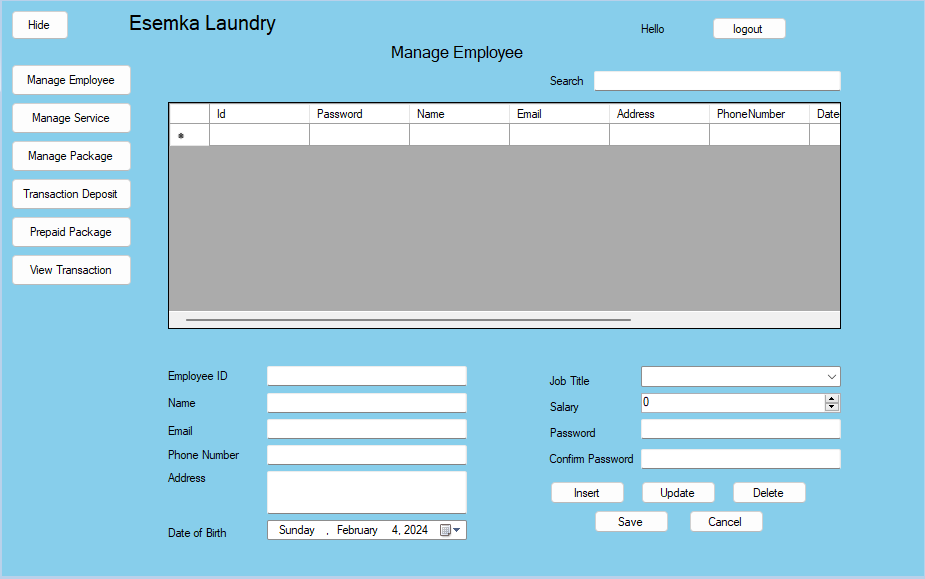 Hide
Esemka Laundry
Hello
logout
Manage Employee
Search
Manage Employee
Manage Service
Manage Package
Transaction Deposit
Prepaid Package
View Transaction
Id Password Name Email Address PhoneNumber Date
Employee ID
Name
Email
Phone Number
Address
Date of Birth
Sunday , February 4, 2024
Job Title
Salary
0
Password
Confirm Password
Insert
Update
Delete
Save
Cancel